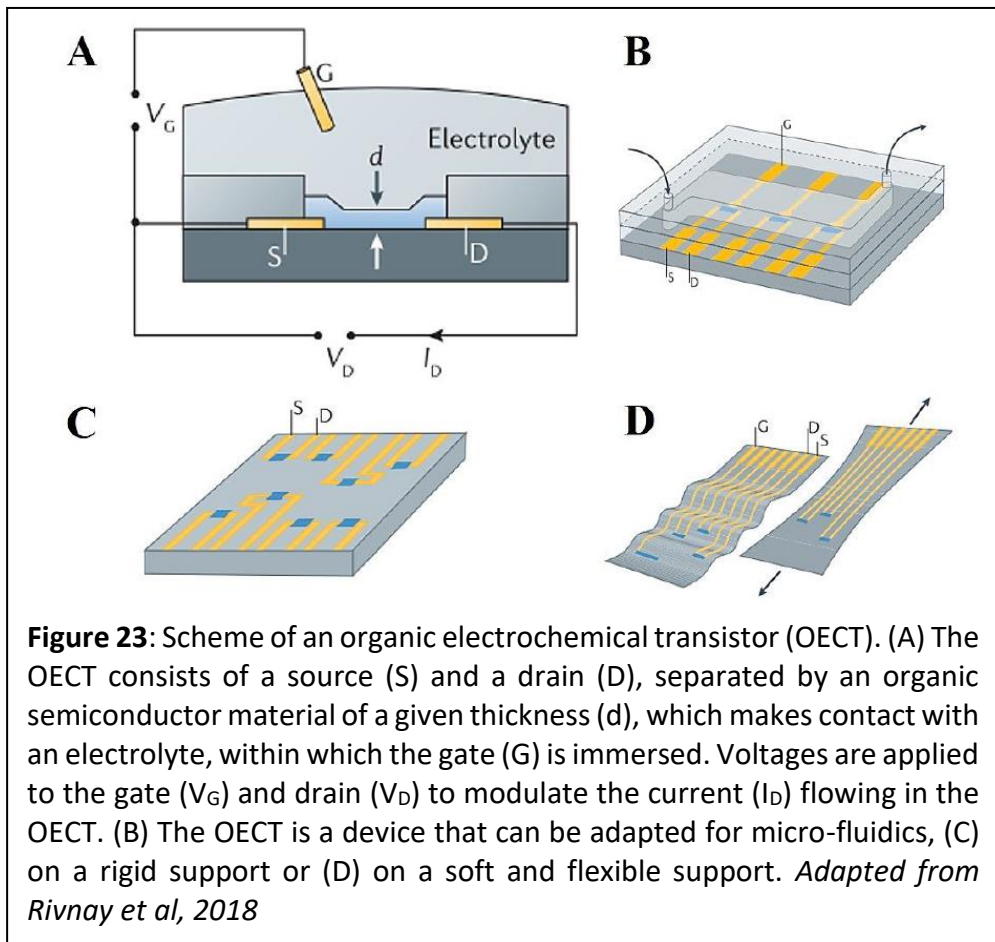 A
G
V_G
Electrolyte
d
S
D
V_D
I_D
B
G
S
D
C
S
D
D
G
D
S
Figure 23: Scheme of an organic electrochemical transistor (OECT). (A) The
OECT consists of a source (S) and a drain (D), separated by an organic
semiconductor material of a given thickness (d), which makes contact with
an electrolyte, within which the gate (G) is immersed. Voltages are applied
to the gate (V_G) and drain (V_D) to modulate the current (I_D) flowing in the
OECT. (B) The OECT is a device that can be adapted for micro-fluidics, (C)
on a rigid support or (D) on a soft and flexible support. Adapted from
Rivnay et al, 2018